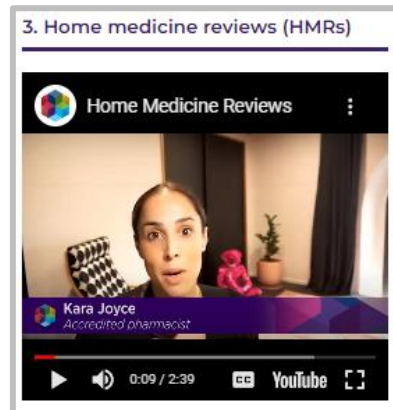 3. Home medicine reviews (HMRs)
Home Medicine Reviews
Kara Joyce
Accredited pharmacist
0:09 / 2:39
CC
YouTube